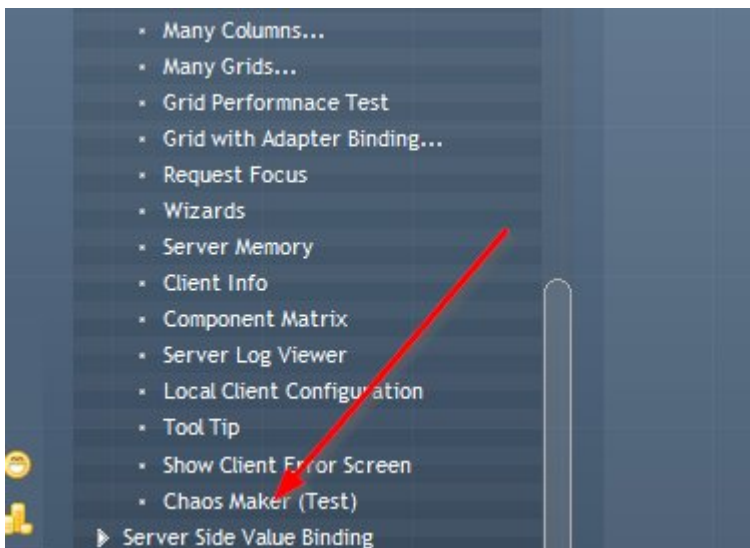 Many Columns...
Many Grids...
Grid Performnace Test
Grid with Adapter Binding...
Request Focus
Wizards
Server Memory
Client Info
Component Matrix
Server Log Viewer
Local Client Configuration
Tool Tip
Show Client Error Screen
Chaos Maker (Test)
Server Side Value Binding